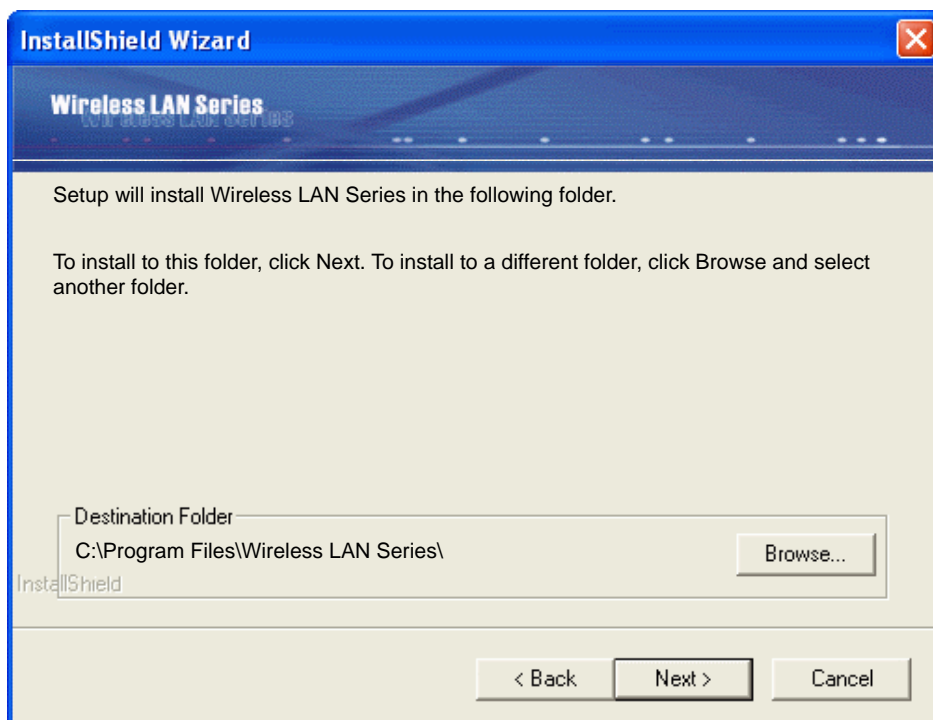 InstallShield Wizard
Wireless LAN Series
Setup will install Wireless LAN Series in the following folder.
To install to this folder, click Next. To install to a different folder, click Browse and select
another folder.
Destination Folder
C:\Program Files\Wireless LAN Series\
Browse...
InstallShield
< Back
Next >
Cancel